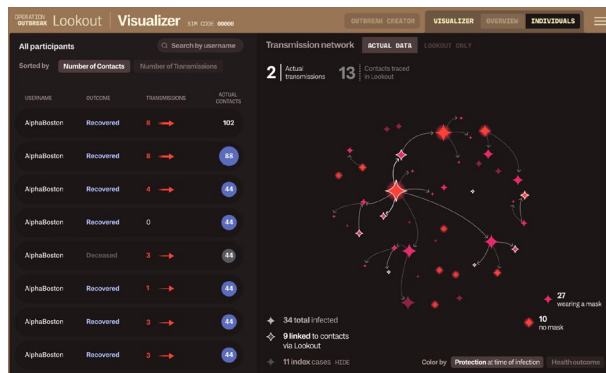 OPERATION
OUTBREAK
Lookout
Visualizer
SIM CODE 00000
OUTBREAK CREATOR
VISUALIZER
OVERVIEW
INDIVIDUALS
All participants
Search by username
Sorted by
Number of Contacts
Number of Transmissions
USERNAME
OUTCOME
TRANSMISSIONS
ACTUAL
CONTACTS
AlphaBoston Recovered 8 102
AlphaBoston Recovered 8 88
AlphaBoston Recovered 4 44
AlphaBoston Recovered 0 44
AlphaBoston Deceased 3 44
AlphaBoston Recovered 1 44
AlphaBoston Recovered 3 44
AlphaBoston Recovered 3 44
Transmission network
ACTUAL DATA
LOOKOUT ONLY
2 Actual
transmissions
13 Contacts traced
in Lookout
34 total infected
9 linked to contacts
via Lookout
11 index cases HIDE
27
wearing a mask
10
no mask
Color by
Protection at time of infection
Health outcome